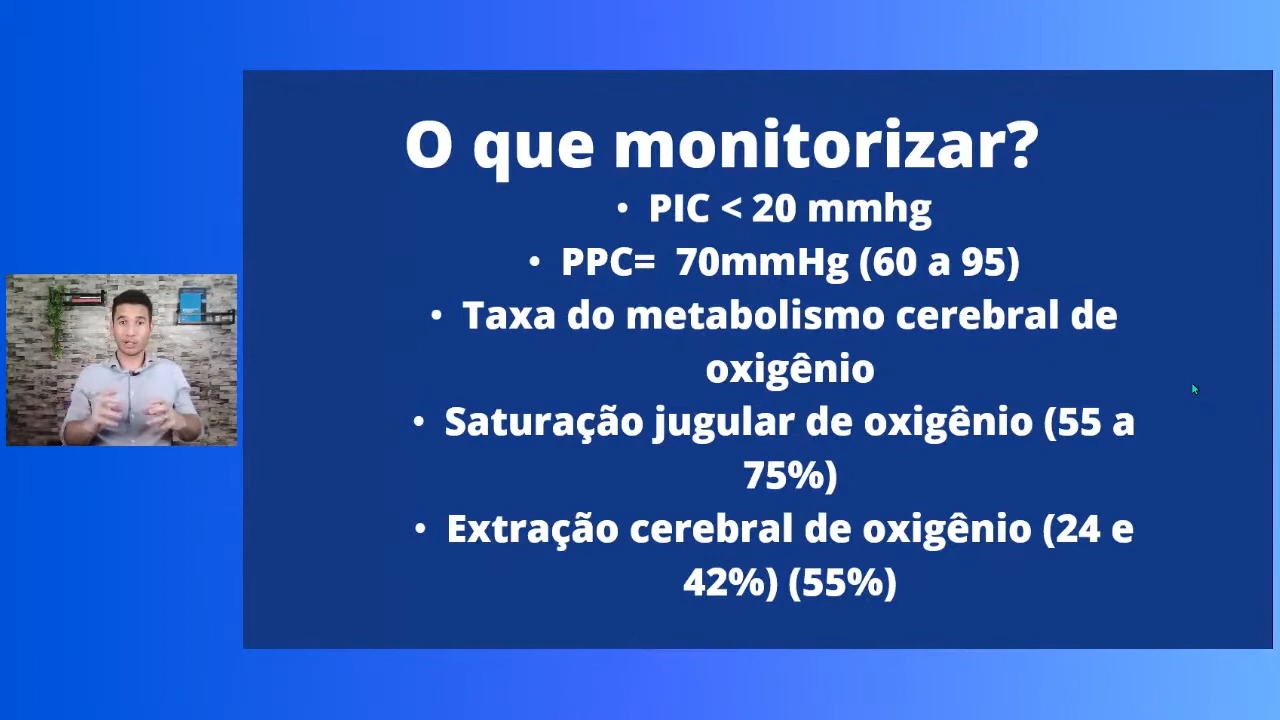 O que monitorizar?
• PIC < 20 mmhg
• PPC= 70mmHg (60 a 95)
• Taxa do metabolismo cerebral de
oxigênio
• Saturação jugular de oxigênio (55 a
75%)
• Extração cerebral de oxigênio (24 e
42%) (55%)